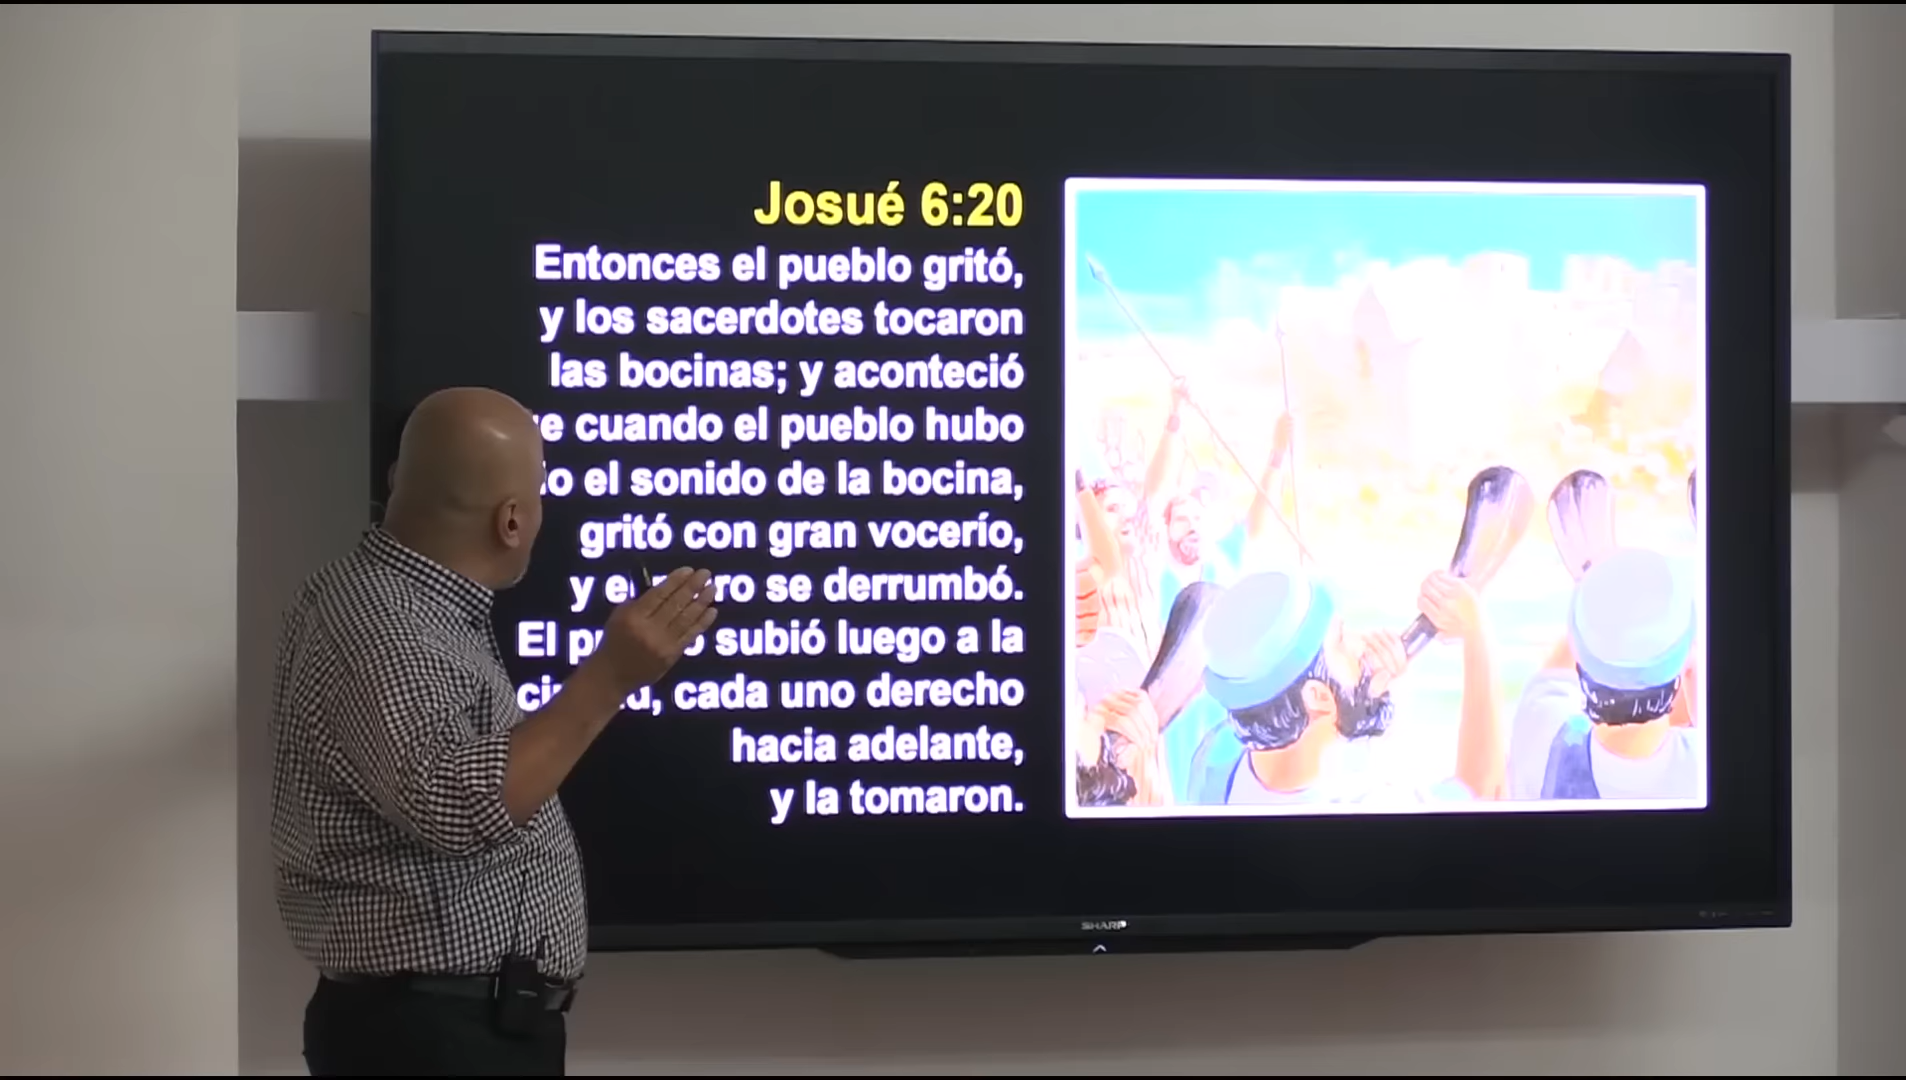 Josué 6:20
Entonces el pueblo gritó,
y los sacerdotes tocaron
las bocinas; y aconteció
cuando el pueblo hubo
el sonido de la bocina,
gritó con gran vocerío,
y se derrumbó.
El subió luego a la
cada uno derecho
hacia adelante,
y la tomaron.
SHARP